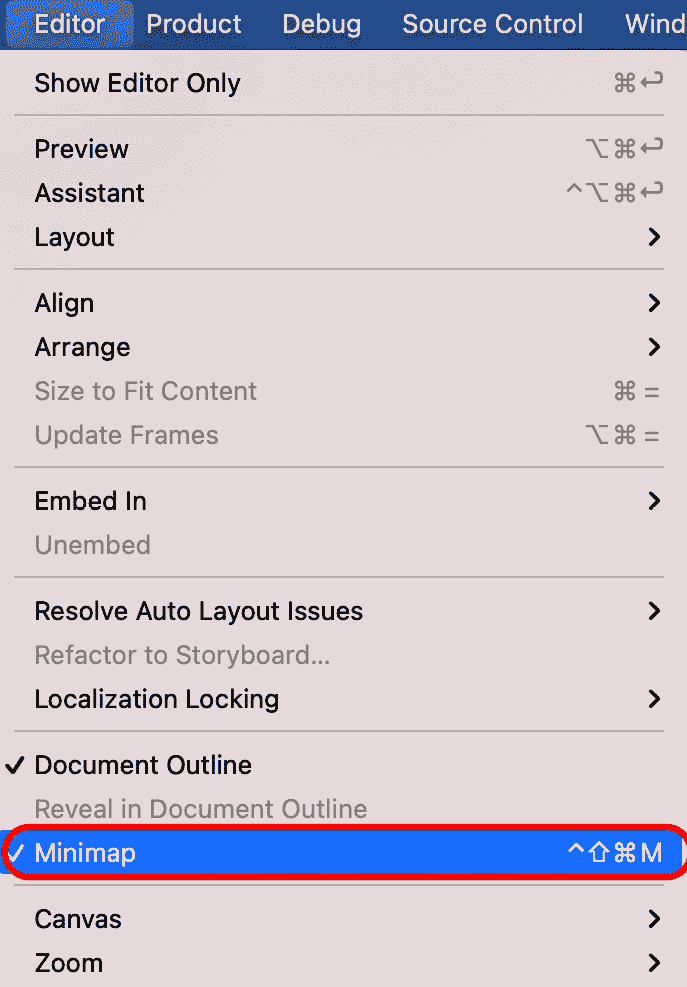 Editor Product Debug Source Control Wind
Show Editor Only ⌘↩
Preview ⌥⌘↩
Assistant ^⌥⌘↩
Layout >
Align >
Arrange >
Size to Fit Content ⌘ =
Update Frames ⌥⌘ =
Embed In >
Unembed
Resolve Auto Layout Issues >
Refactor to Storyboard...
Localization Locking >
✓ Document Outline
Reveal in Document Outline
✓ Minimap ^⇧⌘M
Canvas >
Zoom >